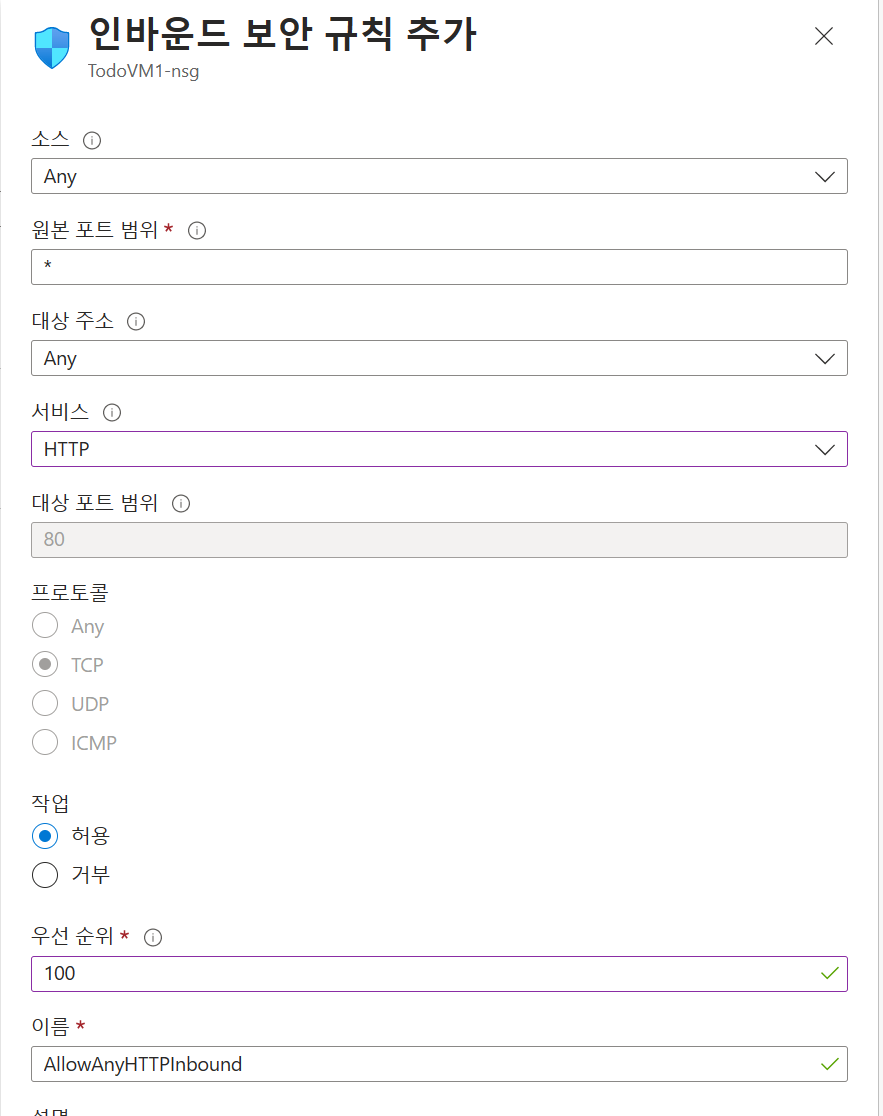 인바운드 보안 규칙 추가
TodoVM1-nsg
소스
Any
원본 포트 범위 *
*
대상 주소
Any
서비스
HTTP
대상 포트 범위
80
프로토콜
Any
TCP
UDP
ICMP
작업
허용
거부
우선 순위 *
100
이름 *
AllowAnyHTTPInbound